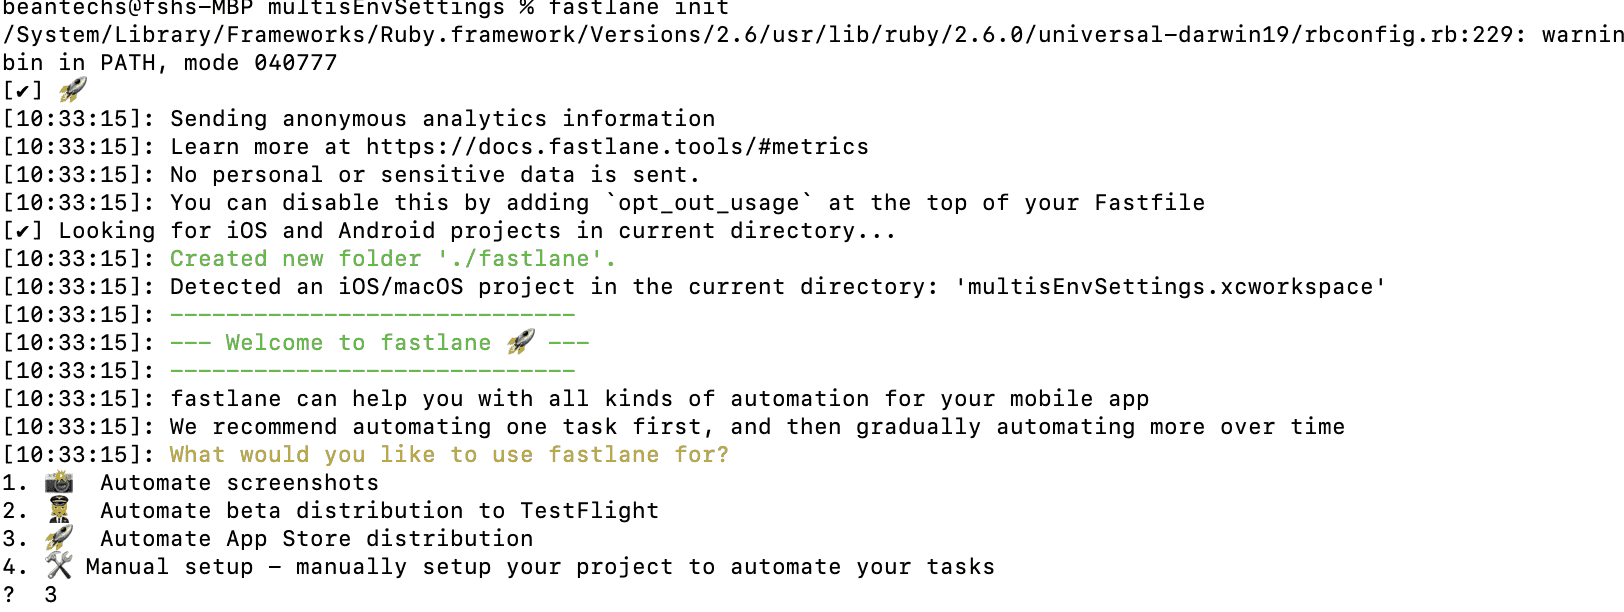 beantechs@fshs-MBP multisEnvSettings % fastlane init
/System/Library/Frameworks/Ruby.framework/Versions/2.6/usr/lib/ruby/2.6.0/universal-darwin19/rbconfig.rb:229: warnin
bin in PATH, mode 040777
[✔] 🚀
[10:33:15]: Sending anonymous analytics information
[10:33:15]: Learn more at https://docs.fastlane.tools/#metrics
[10:33:15]: No personal or sensitive data is sent.
[10:33:15]: You can disable this by adding `opt_out_usage` at the top of your Fastfile
[✔] Looking for iOS and Android projects in current directory...
[10:33:15]: Created new folder './fastlane'.
[10:33:15]: Detected an iOS/macOS project in the current directory: 'multisEnvSettings.xcworkspace'
[10:33:15]: -----------------------------
[10:33:15]: --- Welcome to fastlane 🚀 ---
[10:33:15]: -----------------------------
[10:33:15]: fastlane can help you with all kinds of automation for your mobile app
[10:33:15]: We recommend automating one task first, and then gradually automating more over time
[10:33:15]: What would you like to use fastlane for?
1. 📸  Automate screenshots
2. 👩‍✈️  Automate beta distribution to TestFlight
3. 🚀  Automate App Store distribution
4. 🛠 Manual setup - manually setup your project to automate your tasks
?  3